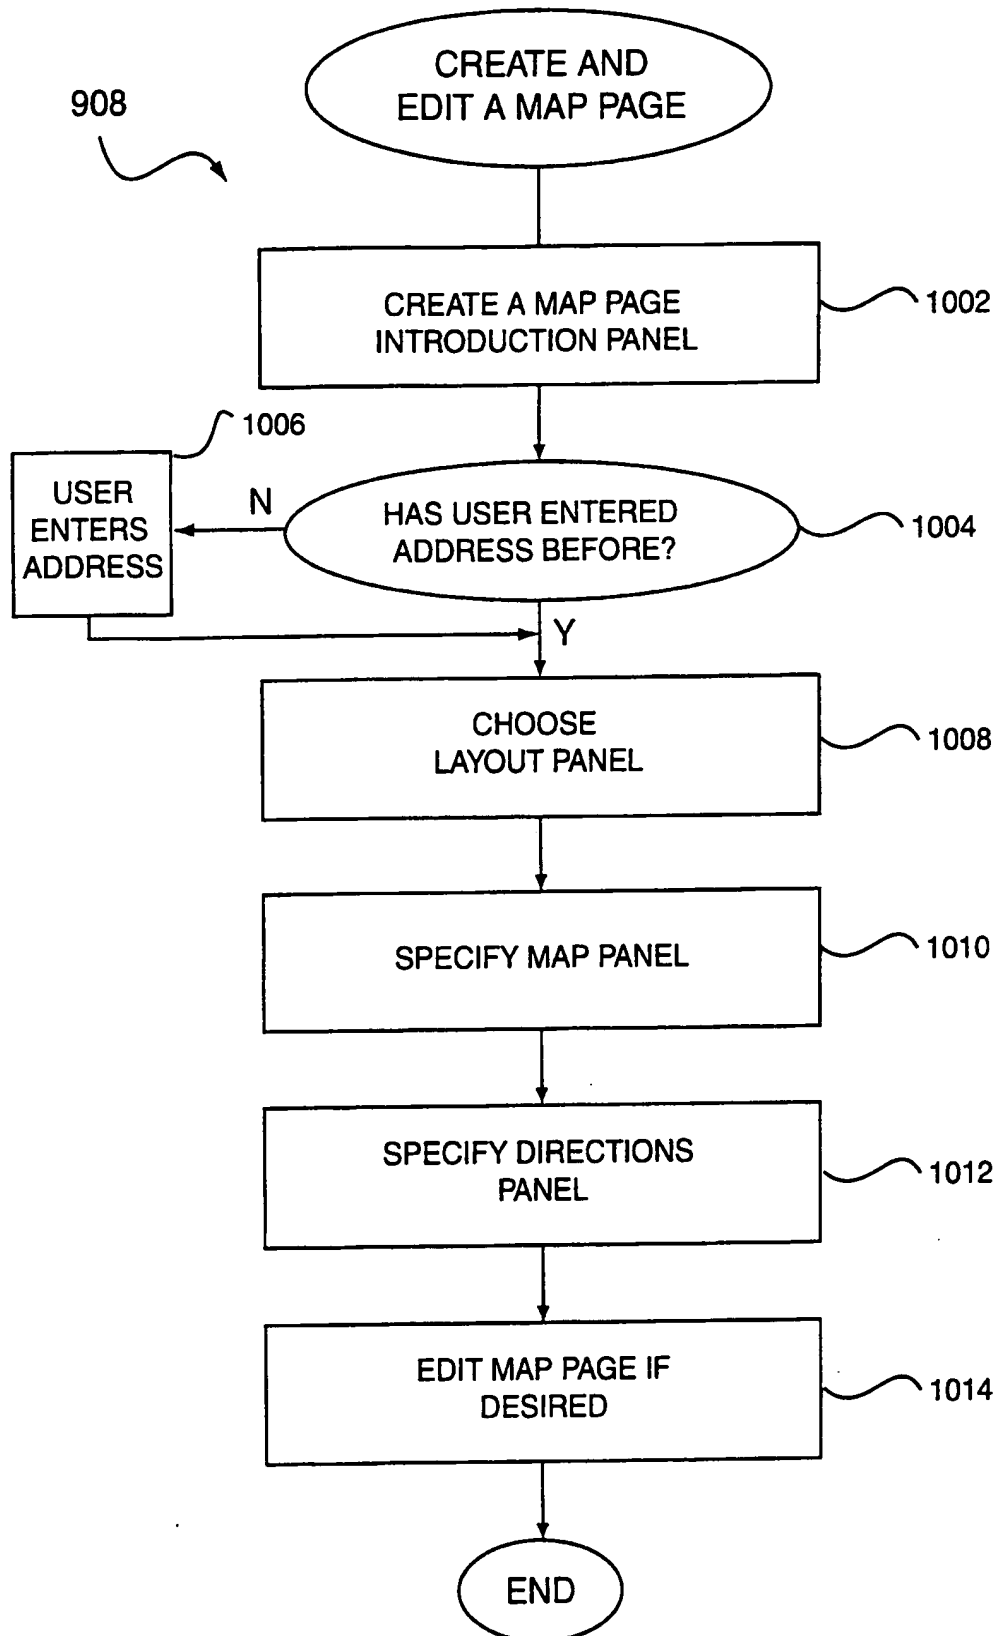 CREATE AND
EDIT A MAP PAGE
908
CREATE A MAP PAGE
INTRODUCTION PANEL
1002
1006
USER
ENTERS
ADDRESS
N
HAS USER ENTERED
ADDRESS BEFORE?
1004
Y
CHOOSE
LAYOUT PANEL
1008
SPECIFY MAP PANEL
1010
SPECIFY DIRECTIONS
PANEL
1012
EDIT MAP PAGE IF
DESIRED
1014
END